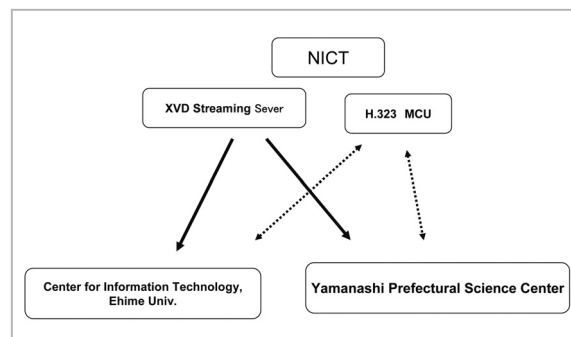 NICT
XVD Streaming Sever
H.323 MCU
Center for Information Technology,
Ehime Univ.
Yamanashi Prefectural Science Center